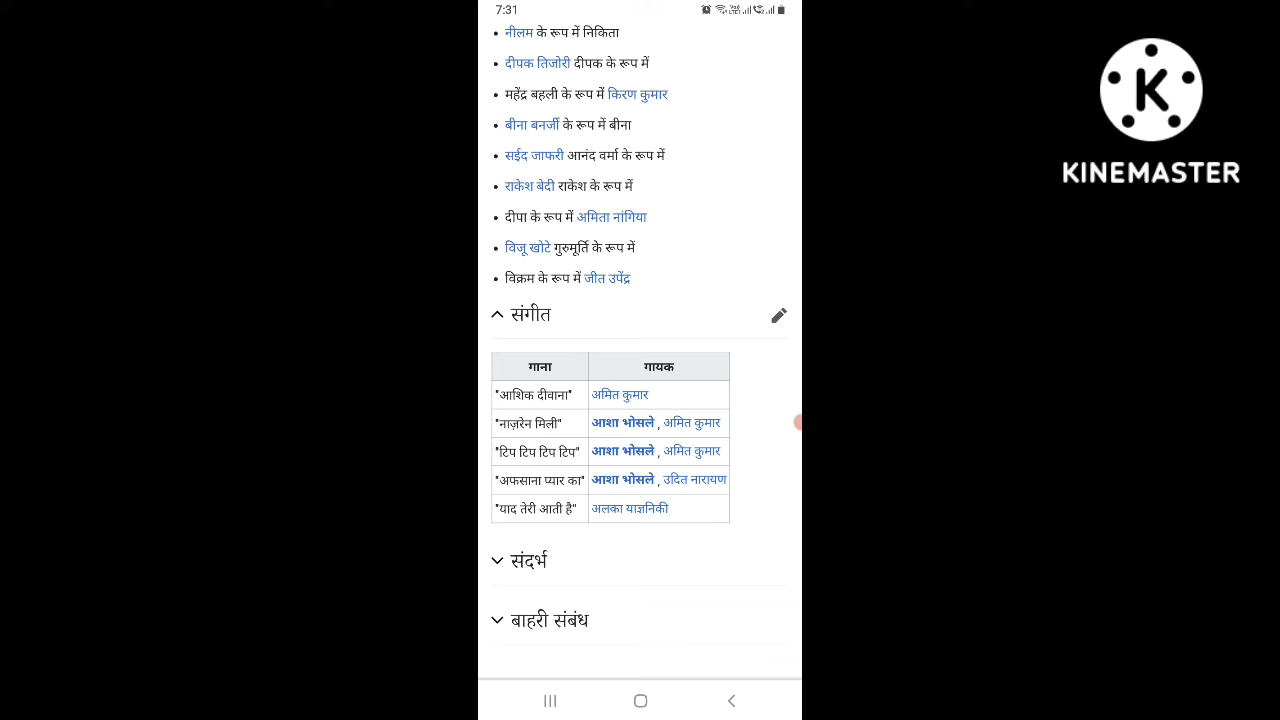 7:31
नीलम के रूप में निकिता
दीपक तिजोरी दीपक के रूप में
महेंद्र बहली के रूप में किरण कुमार
बीना बनर्जी के रूप में बीना
सईद जाफरी आनंद वर्मा के रूप में
राकेश बेदी राकेश के रूप में
दीपा के रूप में अमिता नांगिया
विजू खोटे गुरुमूर्ति के रूप में
विक्रम के रूप में जीत उपेंद्र
संगीत
गाना गायक
"आशिक दीवाना" अमित कुमार
"नाज़रेन मिली" आशा भोसले , अमित कुमार
"टिप टिप टिप टिप" आशा भोसले , अमित कुमार
"अफसाना प्यार का" आशा भोसले , उदित नारायण
"याद तेरी आती है" अलका याज्ञनिकी
संदर्भ
बाहरी संबंध
K
KINEMASTER